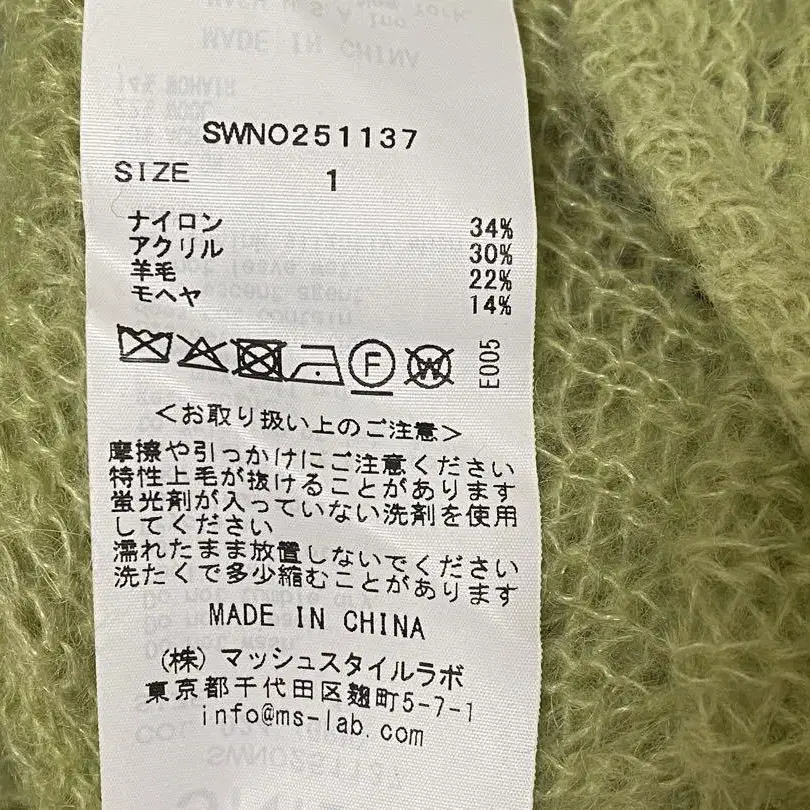 SWNO251137
SIZE 1
ナイロン 34%
アクリル 30%
羊毛 22%
モヘヤ 14%
F
W
E005
<お取り扱い上のご注意>
摩擦や引っかけにご注意ください
特性上毛が抜けることがあります
蛍光剤が入っていない洗剤を使用
してください
濡れたまま放置しないでください
洗たくで多少縮むことがあります
MADE IN CHINA
(株) マッシュスタイルラボ
東京都千代田区麹町5-7-1
info@ms-lab.com